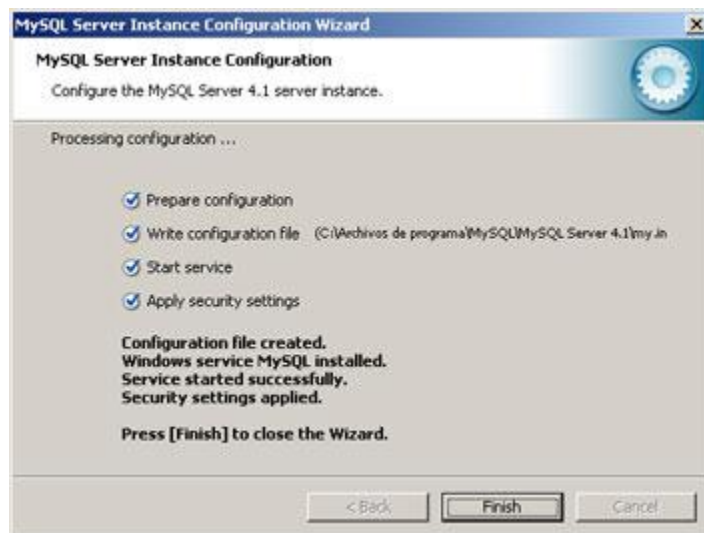 MySQL Server Instance Configuration Wizard
MySQL Server Instance Configuration
Configure the MySQL Server 4.1 server instance.
Processing configuration ...
Prepare configuration
Write configuration file (C:\Archivos de programa\MySQL\MySQL Server 4.1\my.in
Start service
Apply security settings
Configuration file created.
Windows service MySQL installed.
Service started successfully.
Security settings applied.
Press [Finish] to close the Wizard.
< Back Finish Cancel